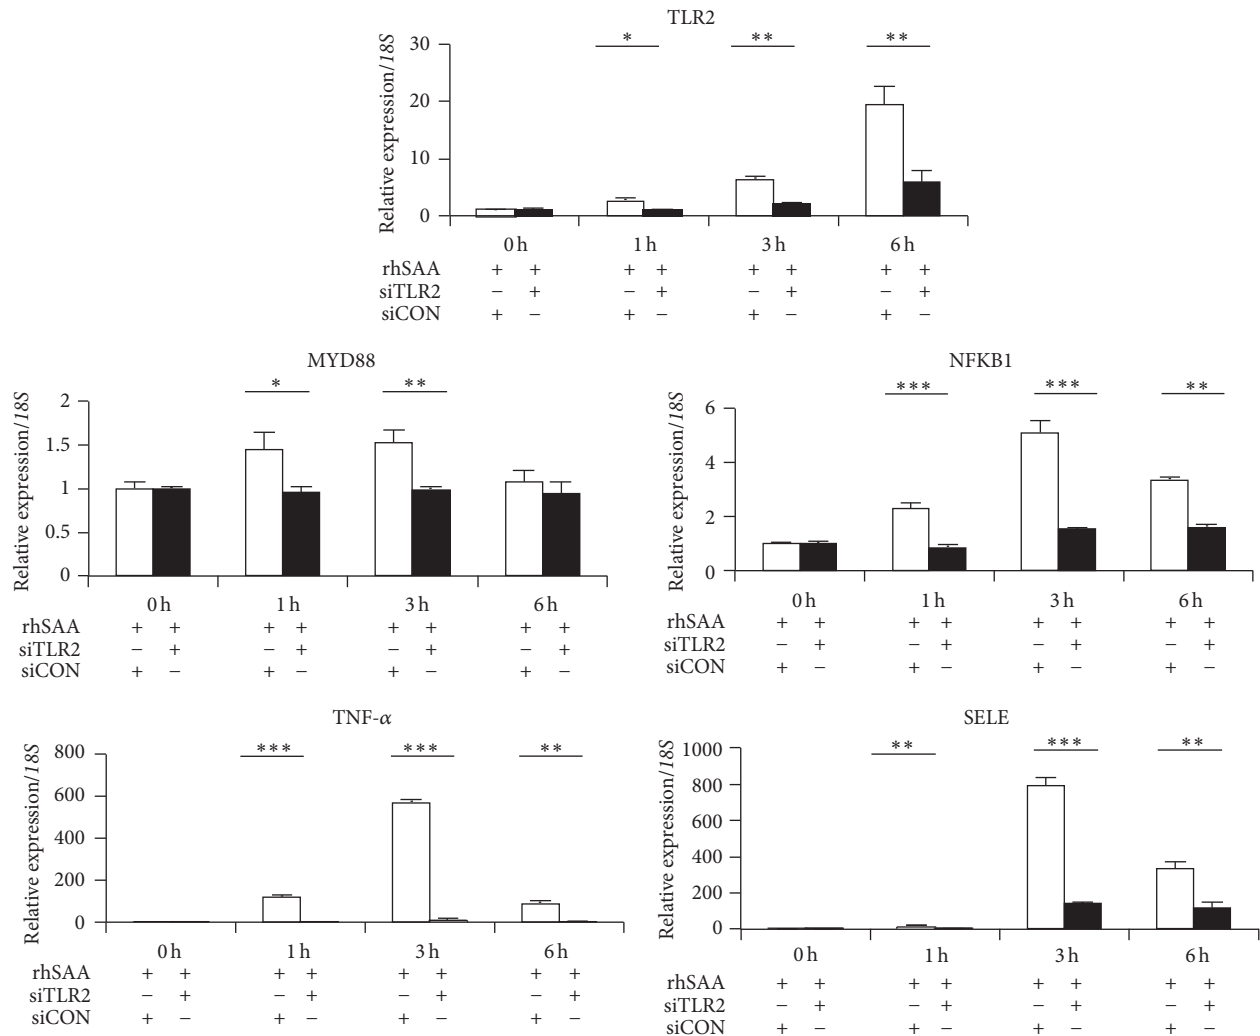 TLR2
Relative expression/18S
30
20
10
0
* ** **
0 h 1 h 3 h 6 h
rhSAA + + + + + + + +
siTLR2 − + − + − + − +
siCON + − + − + − + −
MYD88
Relative expression/18S
2
1.5
1
0.5
0
* **
0 h 1 h 3 h 6 h
rhSAA + + + + + + + +
siTLR2 − + − + − + − +
siCON + − + − + − + −
NFKB1
Relative expression/18S
6
4
2
0
*** *** **
0 h 1 h 3 h 6 h
rhSAA + + + + + + + +
siTLR2 − + − + − + − +
siCON + − + − + − + −
TNF-α
Relative expression/18S
800
600
400
200
0
*** *** **
0 h 1 h 3 h 6 h
rhSAA + + + + + + + +
siTLR2 − + − + − + − +
siCON + − + − + − + −
SELE
Relative expression/18S
1000
800
600
400
200
0
** *** **
0 h 1 h 3 h 6 h
rhSAA + + + + + + + +
siTLR2 − + − + − + − +
siCON + − + − + − + −